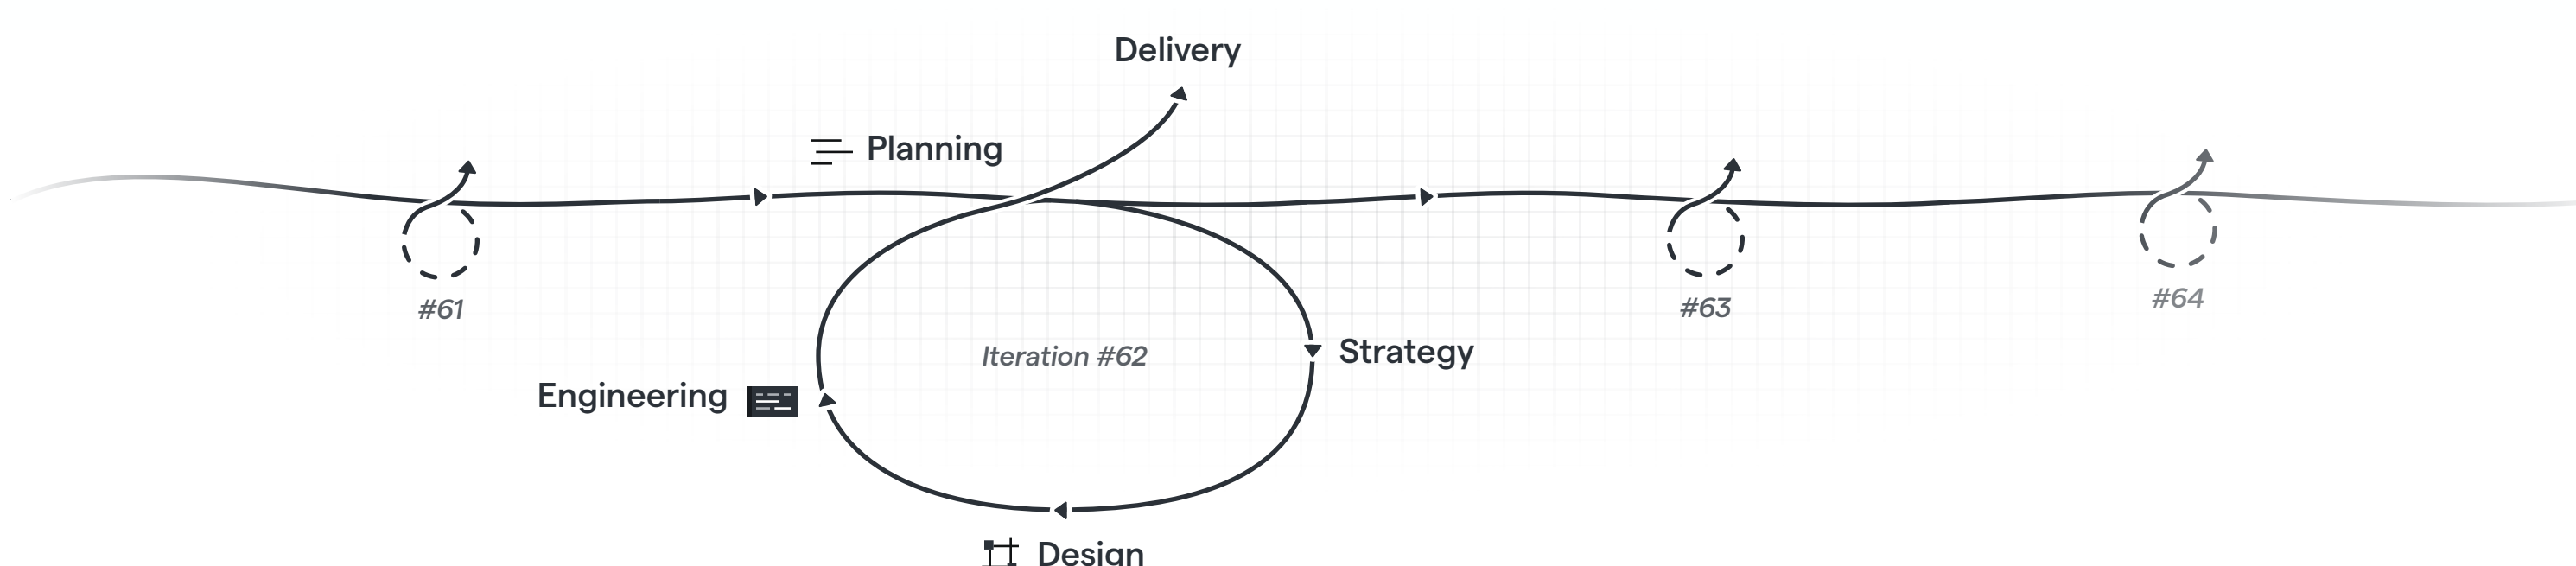 Delivery
Planning
#61
#63
#64
Iteration #62
Strategy
Engineering
Design